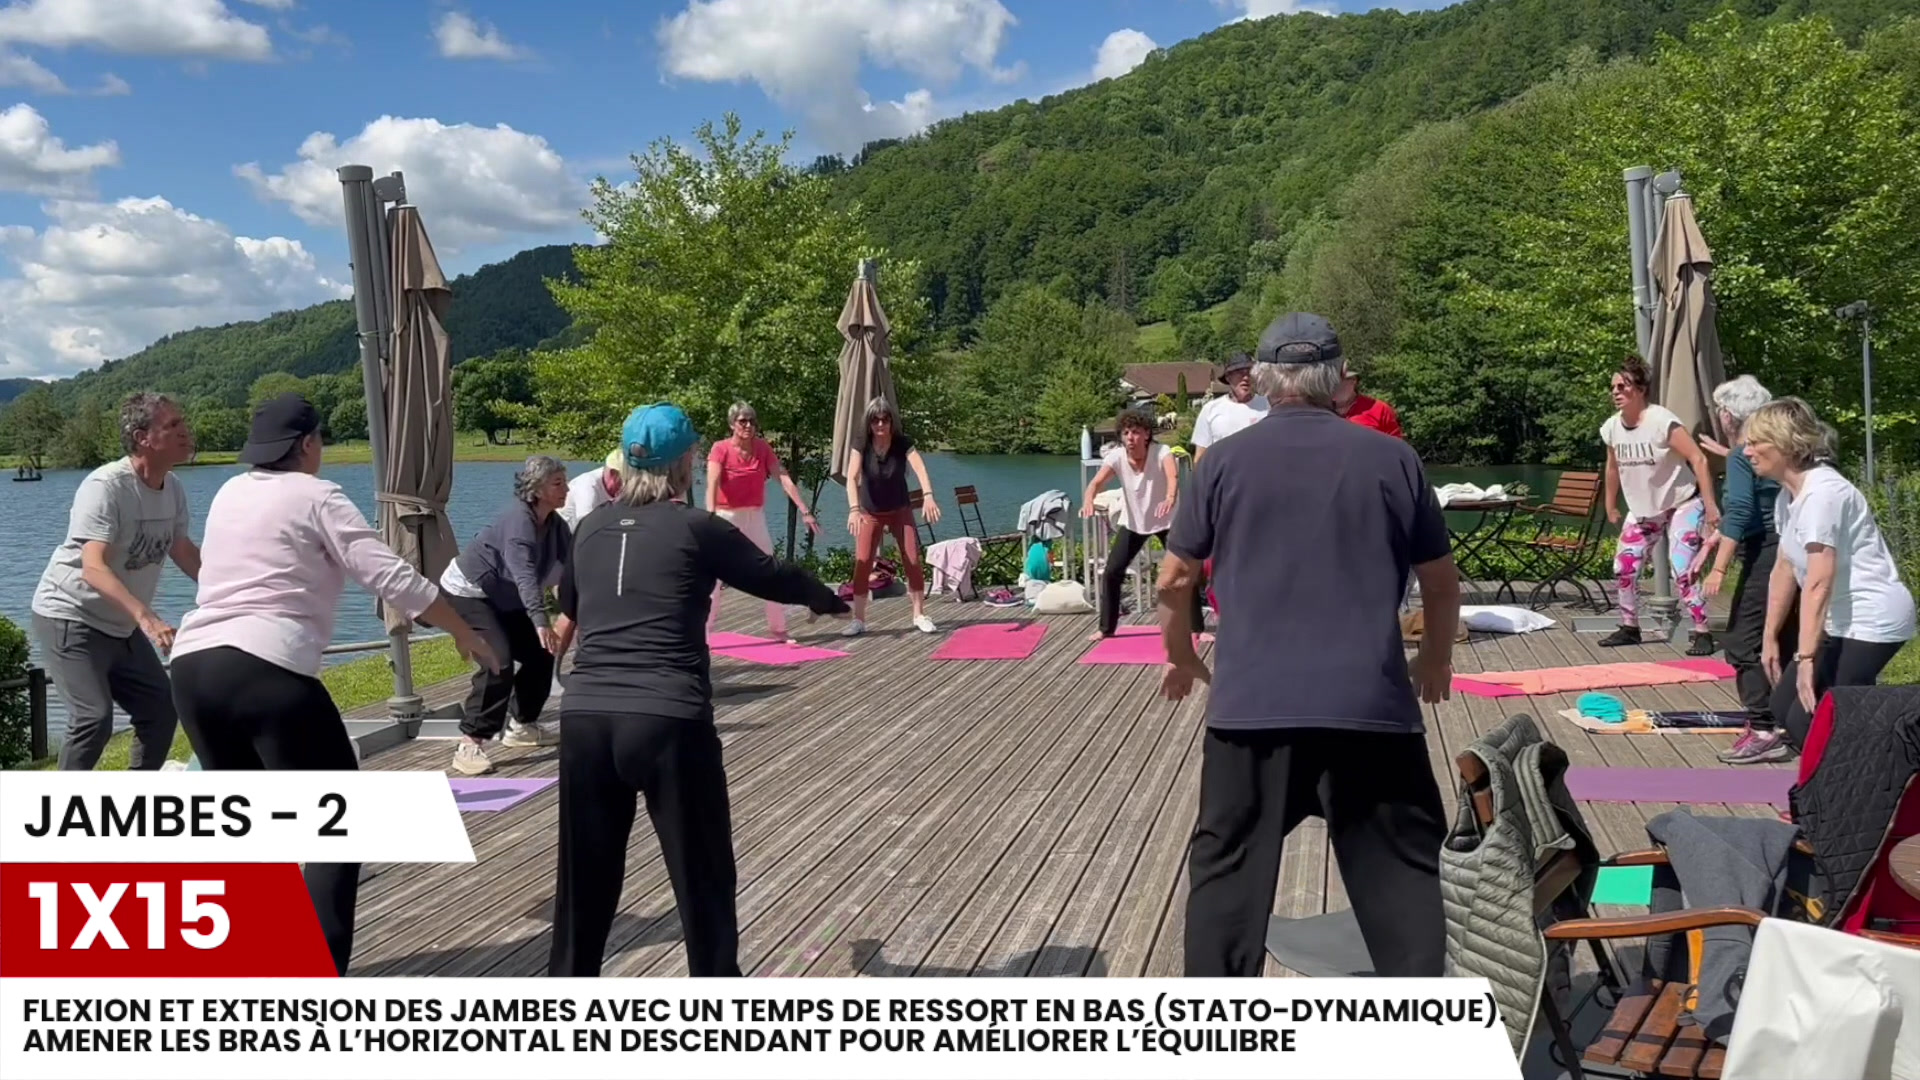 NIRVANA
JAMBES - 2
1X15
FLEXION ET EXTENSION DES JAMBES AVEC UN TEMPS DE RESSORT EN BAS (STATO-DYNAMIQUE).
AMENER LES BRAS À L'HORIZONTAL EN DESCENDANT POUR AMÉLIORER L'ÉQUILIBRE